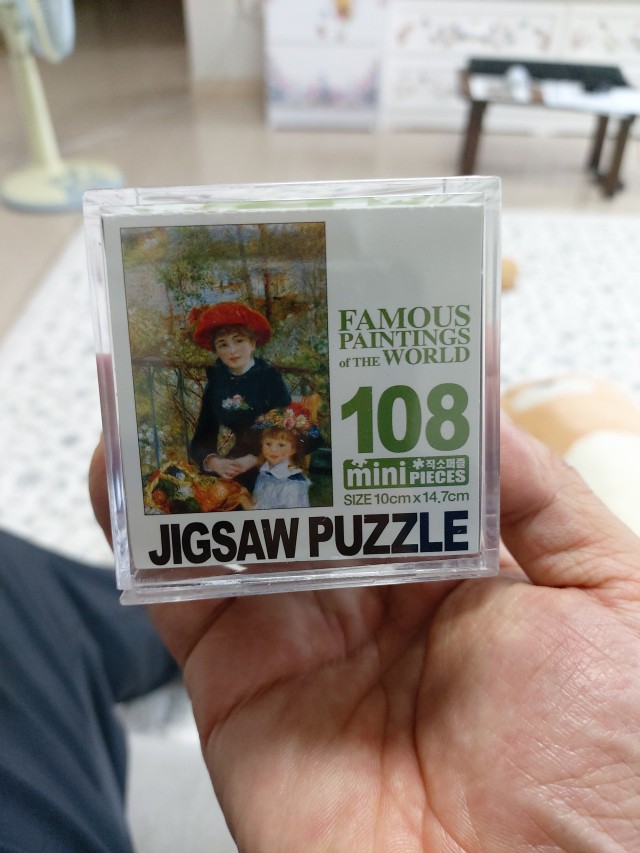 FAMOUS
PAINTINGS
of THE WORLD
108
mini 직소퍼즐
PIECES
SIZE 10cm x 14.7cm
JIGSAW PUZZLE